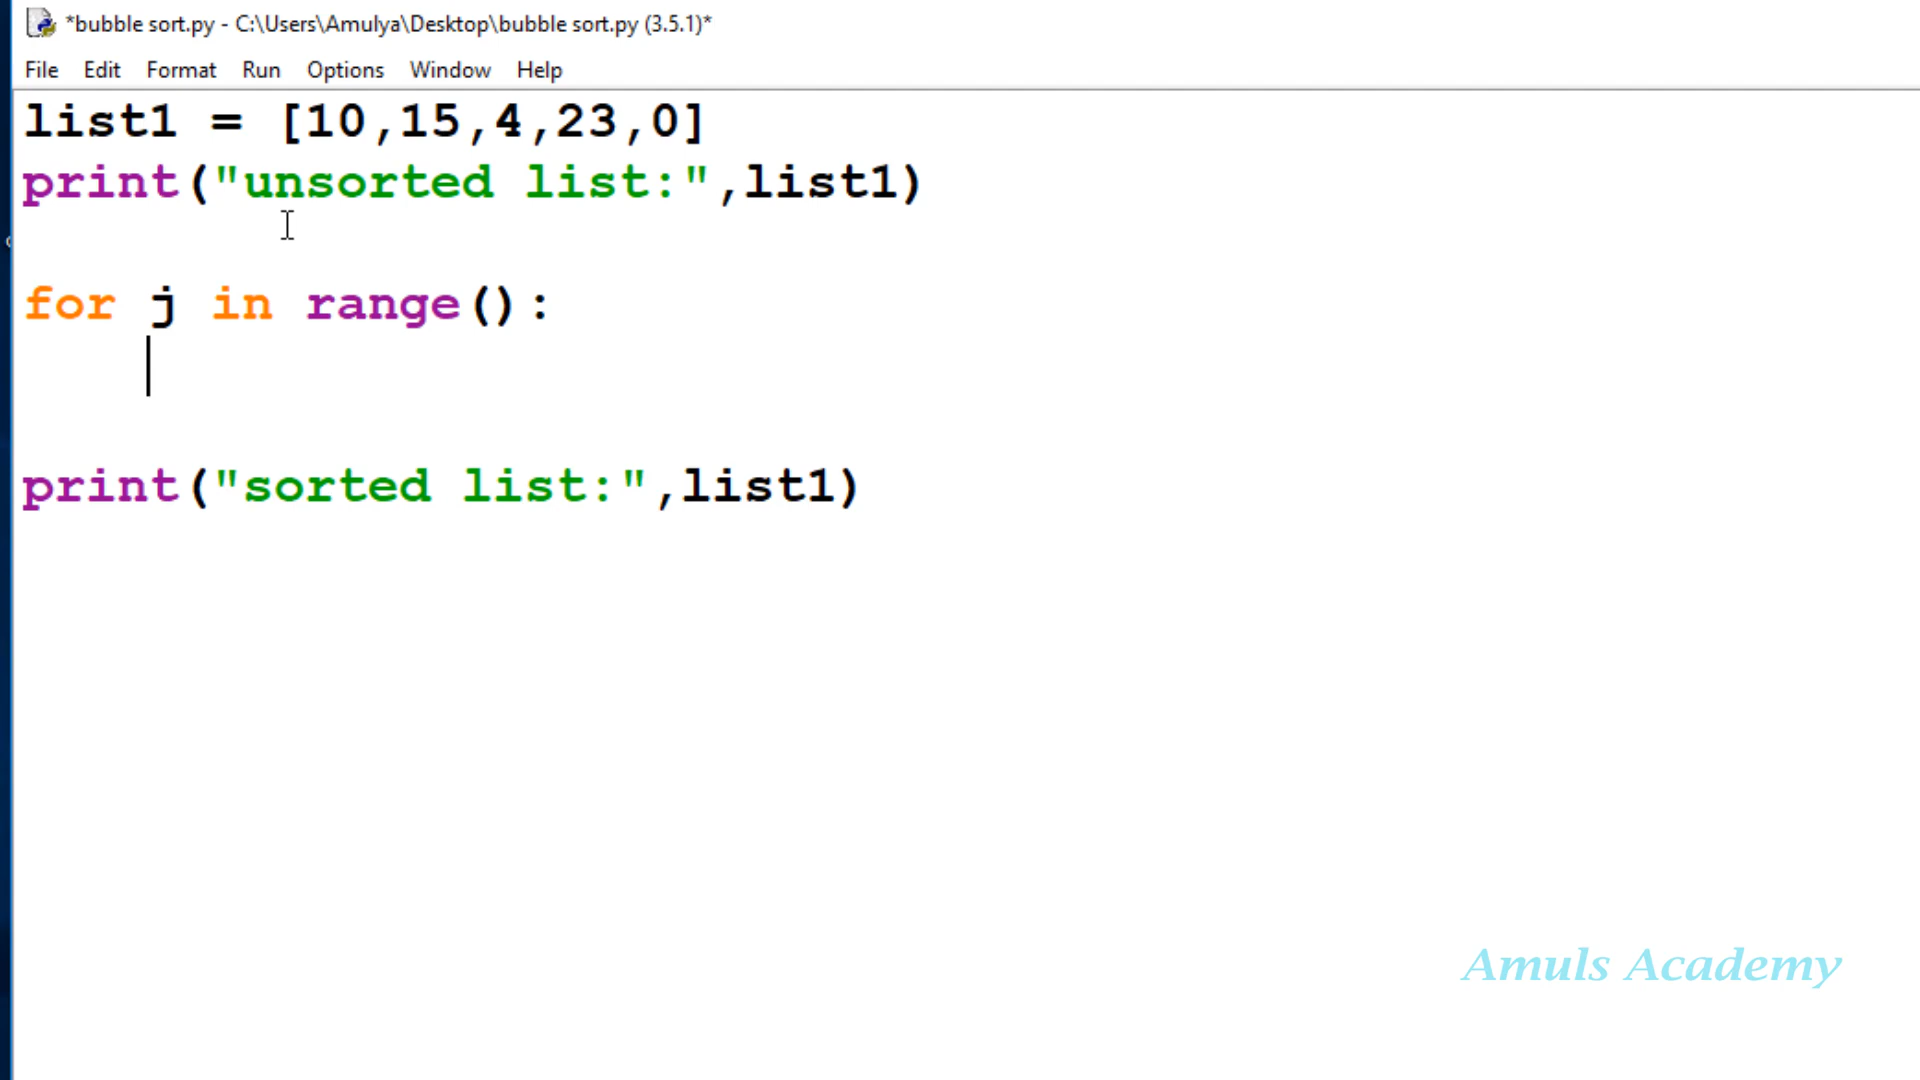 *bubble sort.py - C:\Users\Amulya\Desktop\bubble sort.py (3.5.1)*
File Edit Format Run Options Window Help
list1 = [10,15,4,23,0]
print("unsorted list:",list1)
for j in range():
print("sorted list:",list1)
Amuls Academy